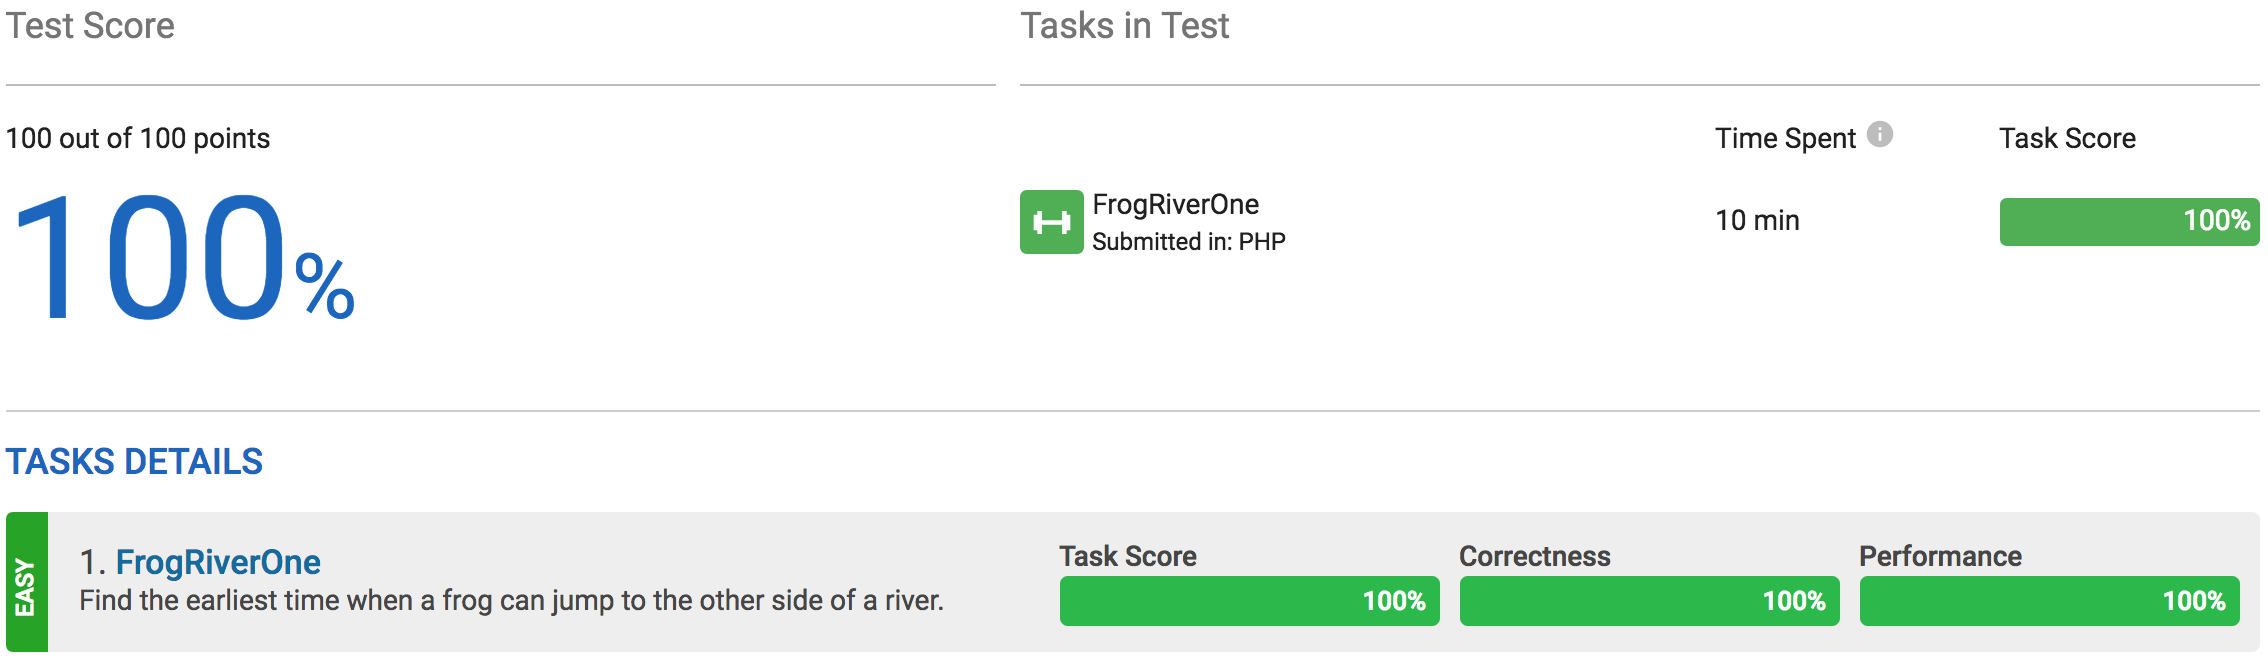 Test Score
Tasks in Test
100 out of 100 points
Time Spent i
Task Score
100%
FrogRiverOne
Submitted in: PHP
10 min
100%
TASKS DETAILS
EASY
1. FrogRiverOne
Find the earliest time when a frog can jump to the other side of a river.
Task Score
100%
Correctness
100%
Performance
100%